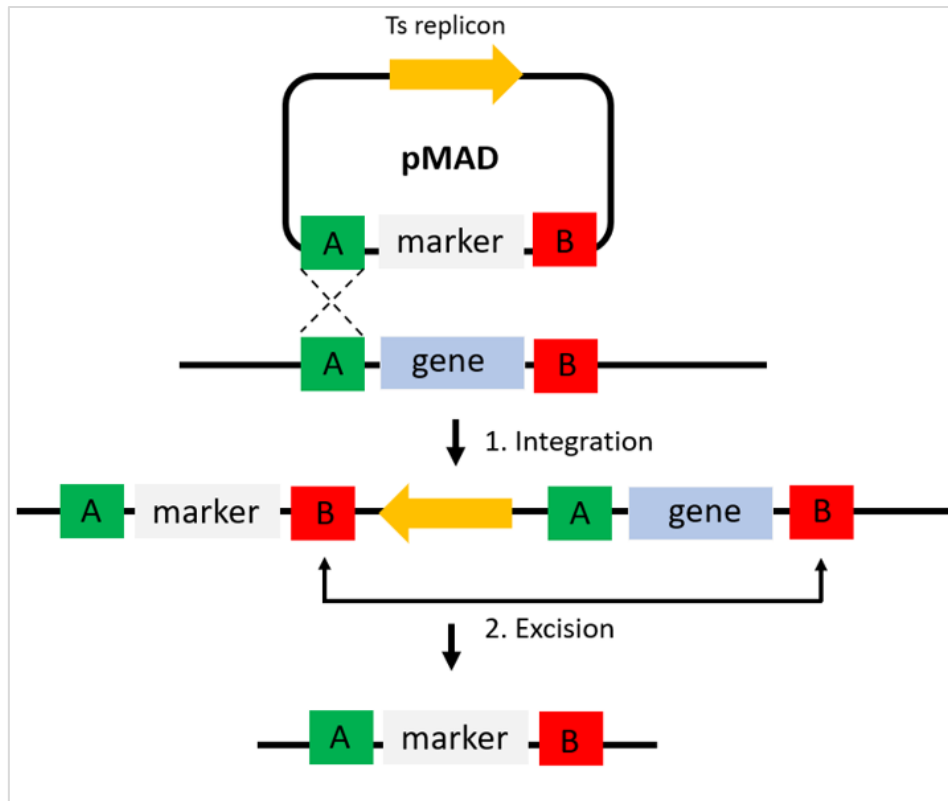 Ts replicon
pMAD
A marker B
A gene B
1. Integration
A marker B A gene B
2. Excision
A marker B